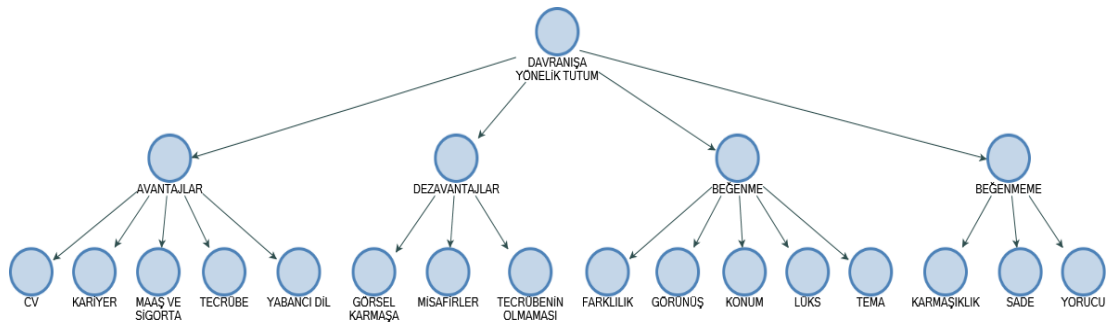 DAVRANIŞA
YÖNELİK TUTUM
AVANTAJLAR
DEZAVANTAJLAR
BEĞENME
BEĞENMEME
CV
KARİYER
MAAŞ VE
SİGORTA
TECRÜBE
YABANCI DİL
GÖRSEL
KARMAŞA
MİSAFİRLER
TECRÜBENİN
OLMAMASI
FARKLILIK
GÖRÜNÜŞ
KONUM
LÜKS
TEMA
KARMAŞIKLIK
SADE
YORUCU